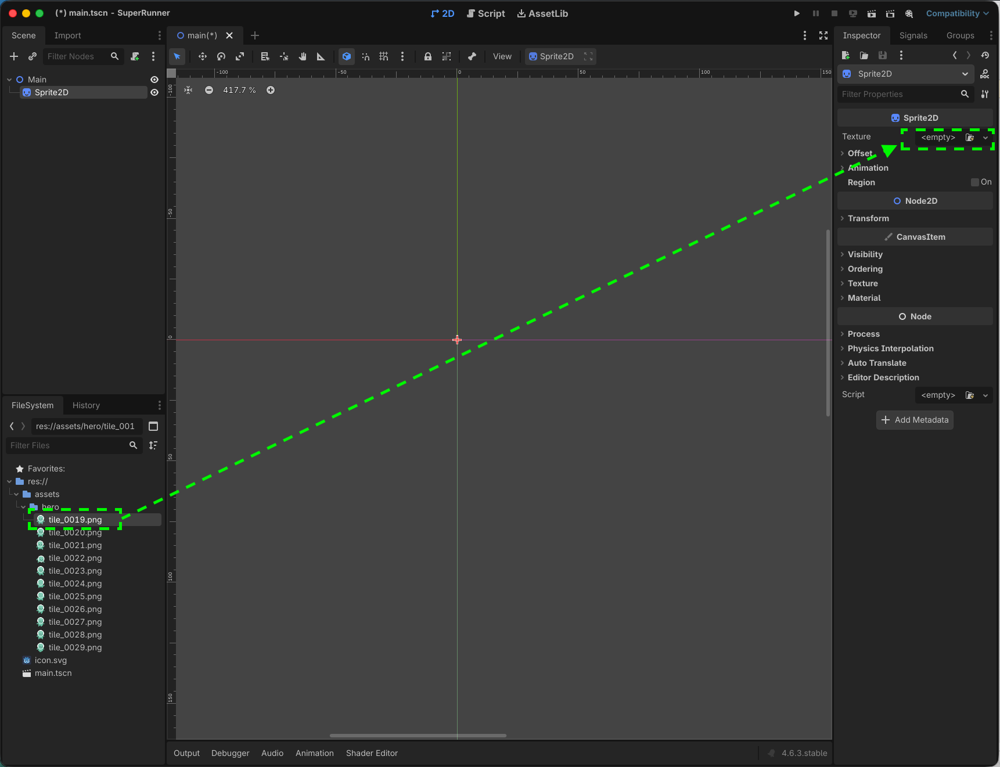 (*) main.tscn - SuperRunner
2D
Script
AssetLib
Compatibility
Scene
Import
Filter Nodes
Main
Sprite2D
main(*)
View
Sprite2D
-100
-50
0
50
100
150
417.7 %
-100
-50
0
50
100
150
FileSystem
History
res://assets/hero/tile_001
Filter Files
Favorites:
res://
assets
hero
tile_0019.png
tile_0020.png
tile_0021.png
tile_0022.png
tile_0023.png
tile_0024.png
tile_0025.png
tile_0026.png
tile_0027.png
tile_0028.png
tile_0029.png
icon.svg
main.tscn
Output
Debugger
Audio
Animation
Shader Editor
4.6.3.stable
Inspector
Signals
Groups
Sprite2D
DOC
Filter Properties
Sprite2D
Texture
<empty>
Offset
Animation
Region
On
Node2D
Transform
CanvasItem
Visibility
Ordering
Texture
Material
Node
Process
Physics Interpolation
Auto Translate
Editor Description
Script
<empty>
Add Metadata